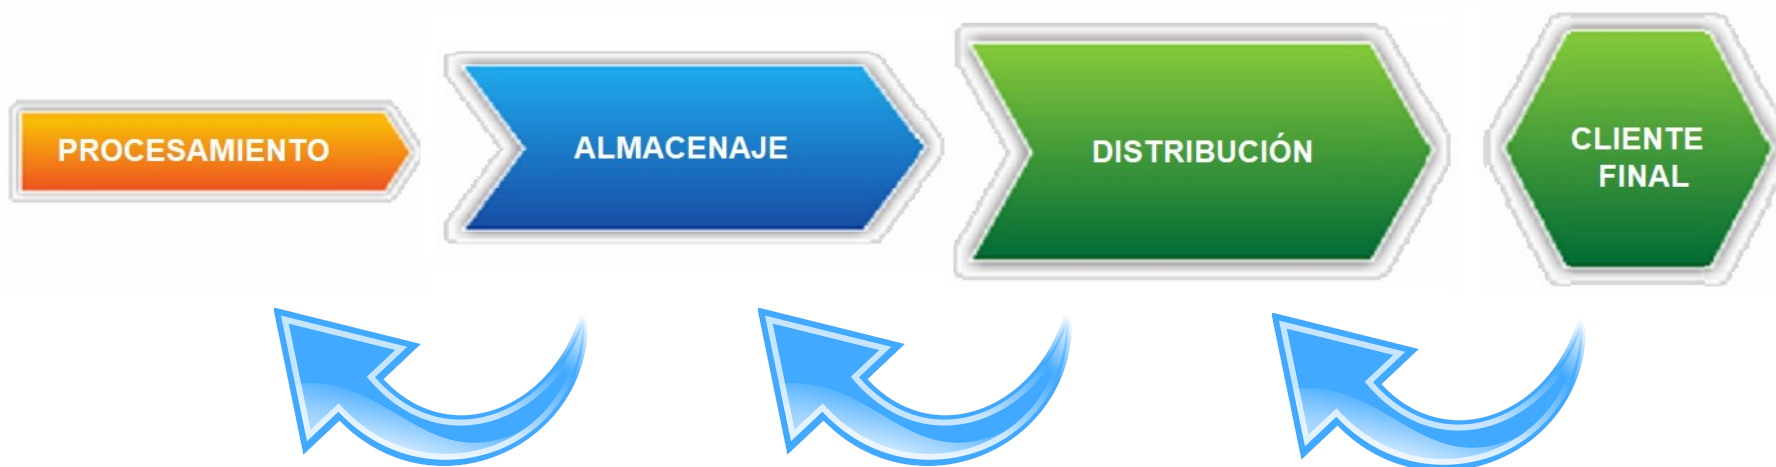 PROCESAMIENTO
ALMACENAJE
DISTRIBUCIÓN
CLIENTE
FINAL